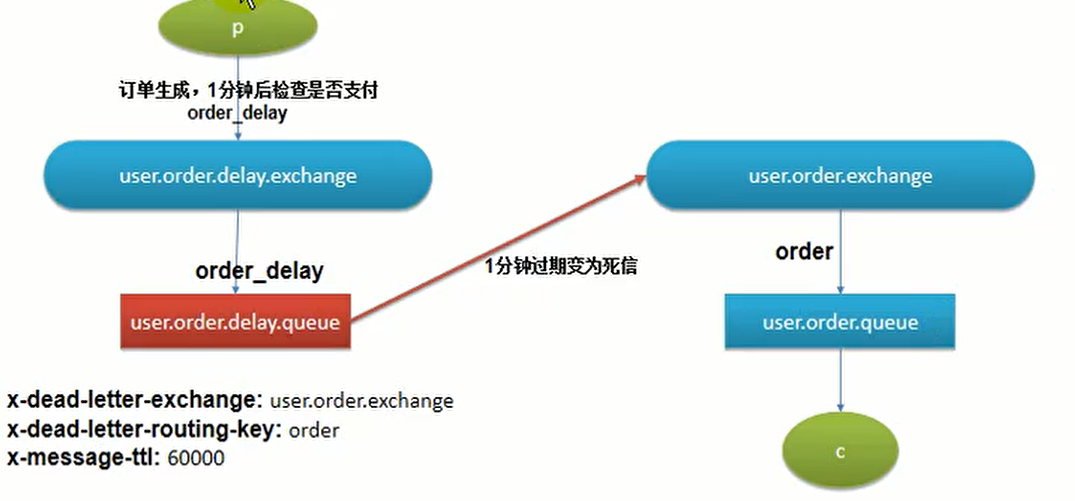 p
订单生成，1分钟后检查是否支付
order_delay
user.order.delay.exchange
user.order.exchange
order_delay
1分钟过期变为死信
order
user.order.delay.queue
user.order.queue
x-dead-letter-exchange: user.order.exchange
x-dead-letter-routing-key: order
x-message-ttl: 60000
c